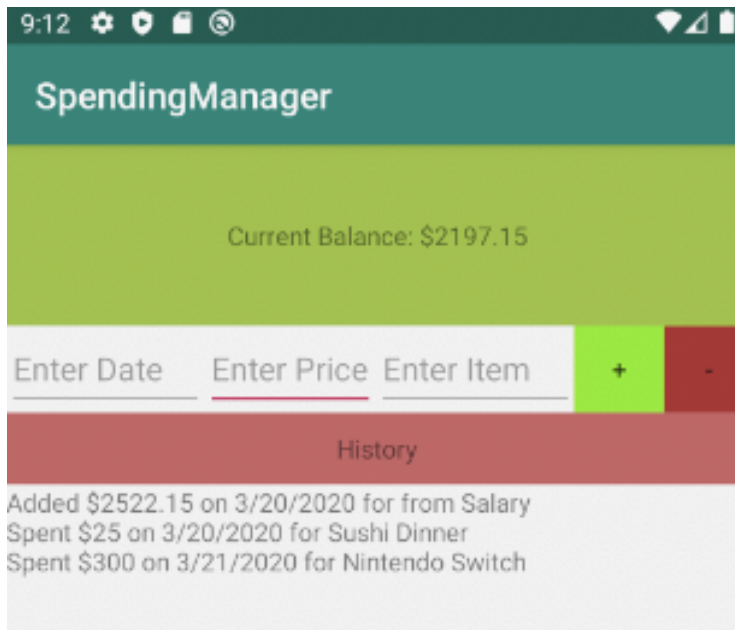 9:12
SpendingManager
Current Balance: $2197.15
Enter Date Enter Price Enter Item + -
History
Added $2522.15 on 3/20/2020 for from Salary
Spent $25 on 3/20/2020 for Sushi Dinner
Spent $300 on 3/21/2020 for Nintendo Switch